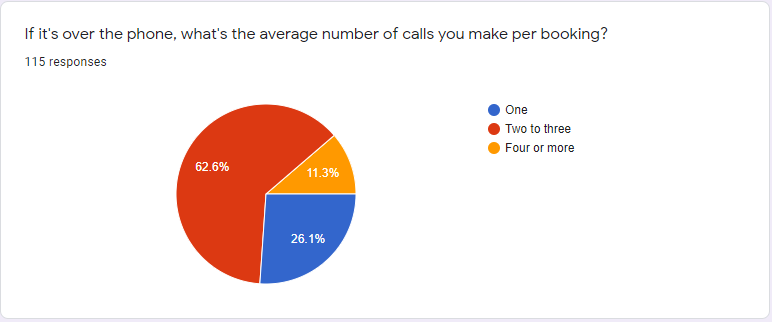 If it's over the phone, what's the average number of calls you make per booking?
115 responses
One
Two to three
Four or more
62.6%
11.3%
26.1%